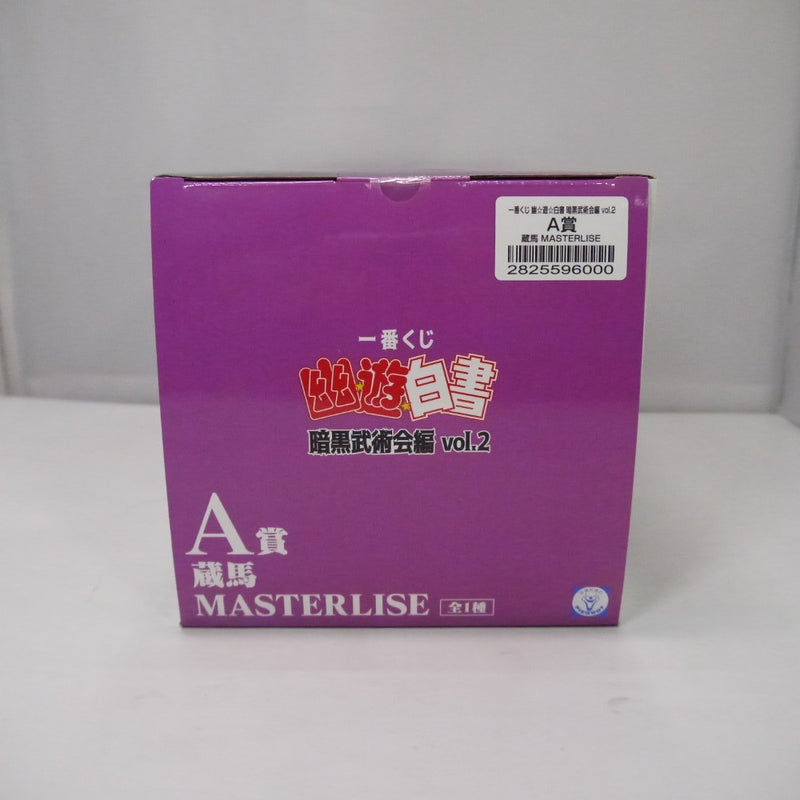 一番くじ 幽☆遊☆白書 暗黒武術会編 vol.2
A賞
蔵馬 MASTERLISE
2825596000
一番くじ
幽★遊★白書
暗黒武術会編 vol.2
A賞
蔵馬
MASTERLISE 全1種